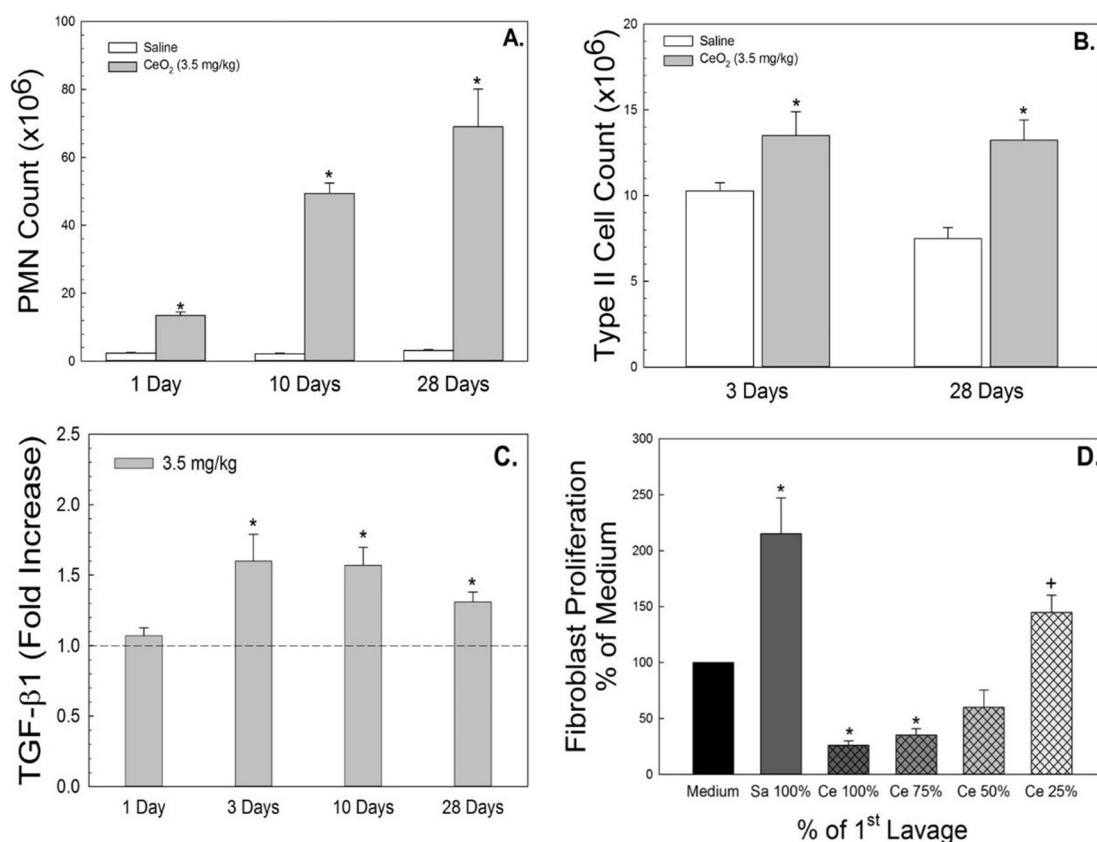 A.
Saline
CeO₂ (3.5 mg/kg)
PMN Count (x10⁶)
100
80
60
40
20
0
1 Day 10 Days 28 Days
* * *
B.
Saline
CeO₂ (3.5 mg/kg)
Type II Cell Count (x10⁶)
20
15
10
5
0
3 Days 28 Days
* *
C.
3.5 mg/kg
TGF-β1 (Fold Increase)
2.5
2.0
1.5
1.0
0.5
0.0
1 Day 3 Days 10 Days 28 Days
* * *
D.
Fibroblast Proliferation
% of Medium
300
250
200
150
100
50
0
* * * +
Medium Sa 100% Ce 100% Ce 75% Ce 50% Ce 25%
% of 1ˢᵗ Lavage